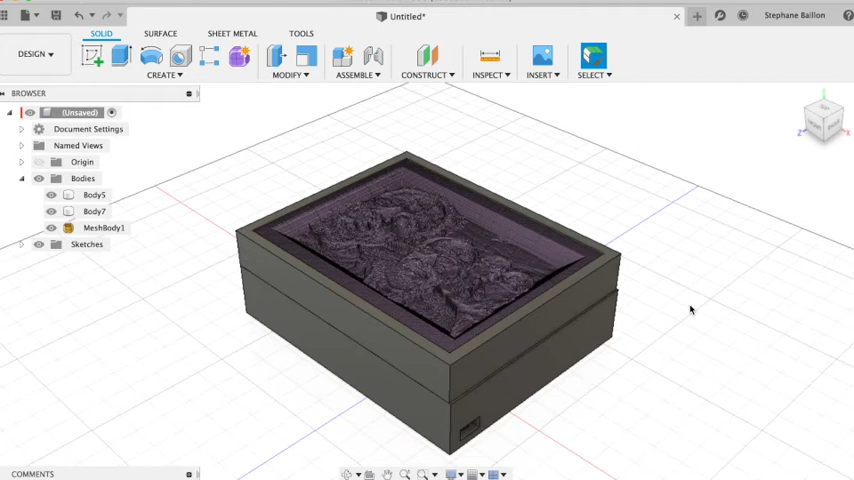 Untitled*
Stephane Baillon
DESIGN
SOLID SURFACE SHEET METAL TOOLS
CREATE MODIFY ASSEMBLE CONSTRUCT INSPECT INSERT SELECT
BROWSER
(Unsaved)
Document Settings
Named Views
Origin
Bodies
Body5
Body7
MeshBody1
Sketches
COMMENTS